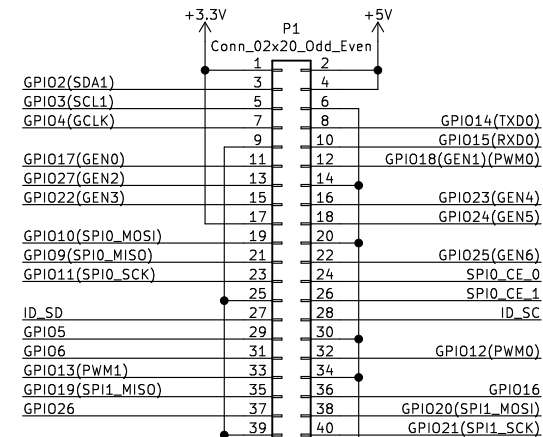 +3.3V +5V
P1
Conn_02x20_Odd_Even
1 2
GPIO2(SDA1) 3 4
GPIO3(SCL1) 5 6
GPIO4(GCLK) 7 8 GPIO14(TXD0)
9 10 GPIO15(RXD0)
GPIO17(GEN0) 11 12 GPIO18(GEN1)(PWM0)
GPIO27(GEN2) 13 14
GPIO22(GEN3) 15 16 GPIO23(GEN4)
17 18 GPIO24(GEN5)
GPIO10(SPI0_MOSI) 19 20
GPIO9(SPI0_MISO) 21 22 GPIO25(GEN6)
GPIO11(SPI0_SCK) 23 24 SPI0_CE_0
25 26 SPI0_CE_1
ID_SD 27 28 ID_SC
GPIO5 29 30
GPIO6 31 32 GPIO12(PWM0)
GPIO13(PWM1) 33 34
GPIO19(SPI1_MISO) 35 36 GPIO16
GPIO26 37 38 GPIO20(SPI1_MOSI)
39 40 GPIO21(SPI1_SCK)